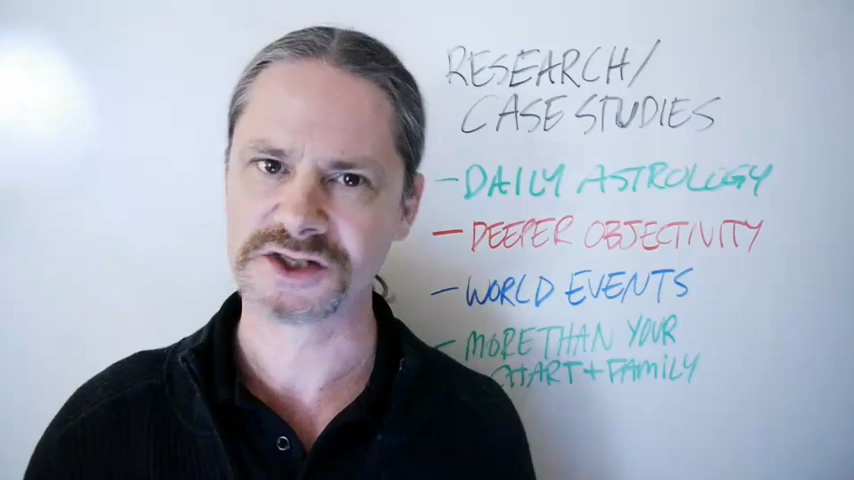 RESEARCH/
CASE STUDIES
- DAILY ASTROLOGY
- DEEPER OBJECTIVITY
- WORLD EVENTS
- MORE THAN YOUR
CHART + FAMILY